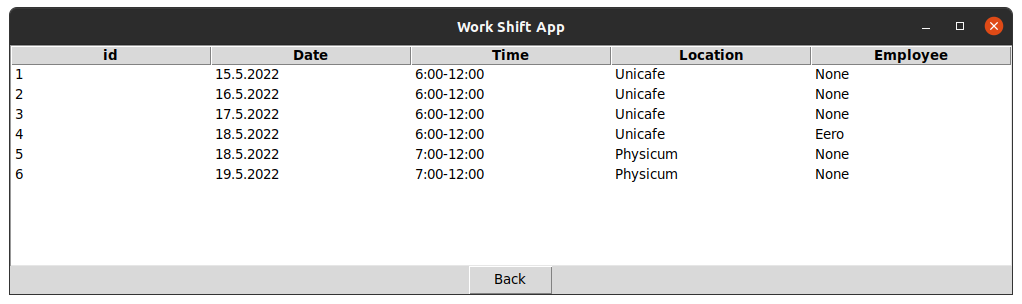 Work Shift App
id Date Time Location Employee
1 15.5.2022 6:00-12:00 Unicafe None
2 16.5.2022 6:00-12:00 Unicafe None
3 17.5.2022 6:00-12:00 Unicafe None
4 18.5.2022 6:00-12:00 Unicafe Eero
5 18.5.2022 7:00-12:00 Physicum None
6 19.5.2022 7:00-12:00 Physicum None
Back